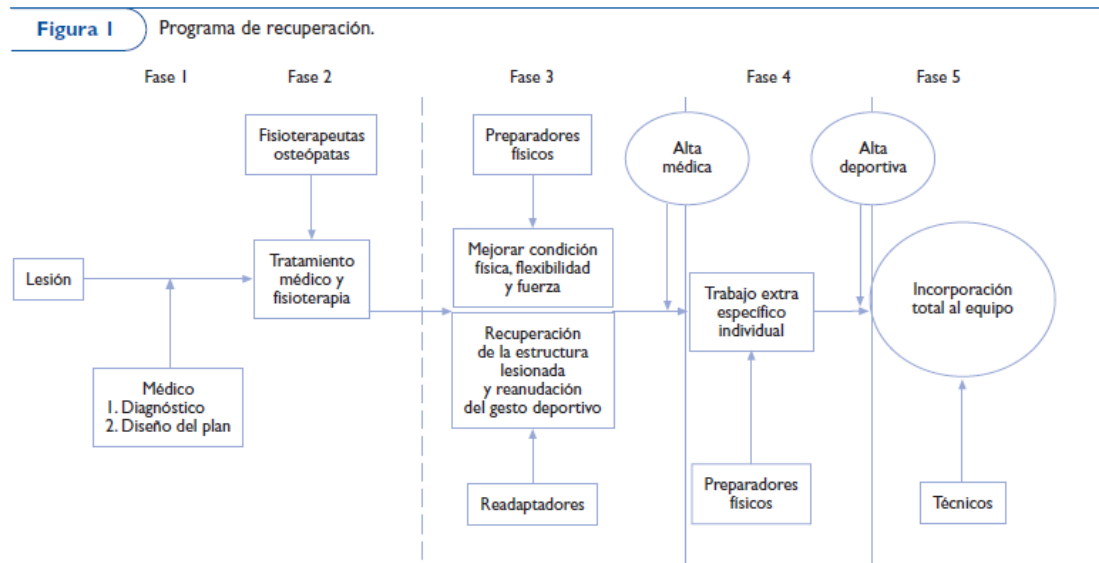 Figura 1
Programa de recuperación.
Fase 1
Fase 2
Fase 3
Fase 4
Fase 5
Fisioterapeutas
osteópatas
Preparadores
físicos
Alta
médica
Alta
deportiva
Lesión
Tratamiento
médico y
fisioterapia
Mejorar condición
física, flexibilidad
y fuerza
Recuperación
de la estructura
lesionada
y reanudación
del gesto deportivo
Trabajo extra
específico
individual
Incorporación
total al equipo
Médico
1. Diagnóstico
2. Diseño del plan
Readaptadores
Preparadores
físicos
Técnicos